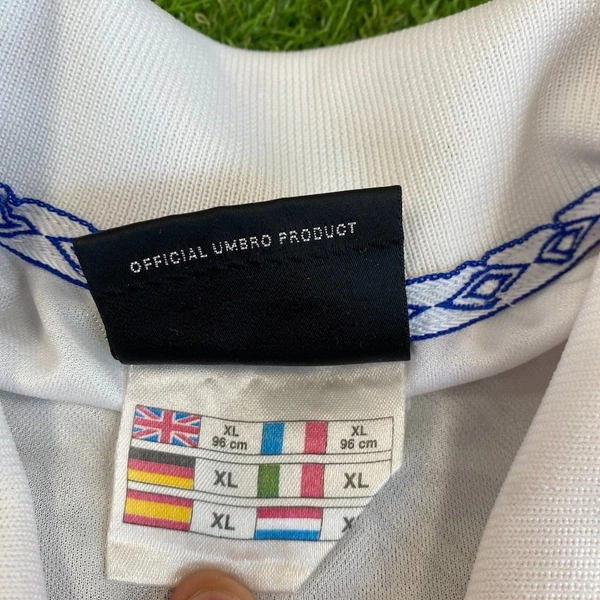 OFFICIAL UMBRO PRODUCT
XL XL
96 cm 96 cm
XL XL
XL